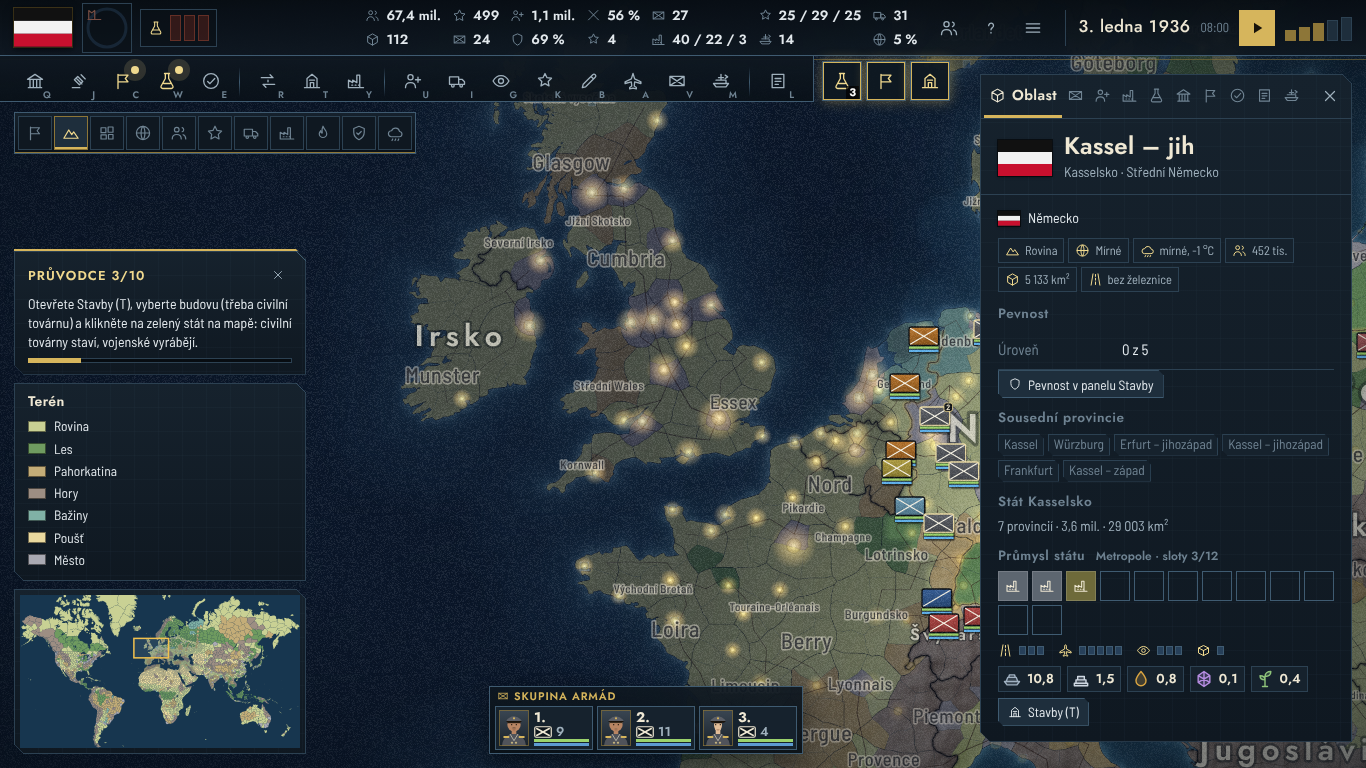 67,4 mil. 499 1,1 mil. 56 % 27 25 / 29 / 25 31
112 24 69 % 4 40 / 22 / 3 14 5 %
? 3. ledna 1936 08:00
Q J C W E R T Y U I G K B A V M L
3
Göteborg
Oblast
Kassel – jih
Kasselsko · Střední Německo
Německo
Rovina Mírné mírné, -1 °C 452 tis.
5 133 km² bez železnice
Pevnost
Úroveň 0 z 5
Pevnost v panelu Stavby
Sousední provincie
Kassel Würzburg Erfurt – jihozápad Kassel – jihozápad
Frankfurt Kassel – západ
Stát Kasselsko
7 provincií · 3,6 mil. · 29 003 km²
Průmysl státu Metropole · sloty 3/12
10,8 1,5 0,8 0,1 0,4
Stavby (T)
PRŮVODCE 3/10
Otevřete Stavby (T), vyberte budovu (třeba civilní
továrnu) a klikněte na zelený stát na mapě: civilní
továrny staví, vojenské vyrábějí.
Terén
Rovina
Les
Pahorkatina
Hory
Bažiny
Poušť
Město
Glasgow
Jižní Skotsko
Severní Irsko
Cumbria
Irsko
Munster
Střední Wales
Essex
Kornwall
Nord
Pikardie
Champagne
Lotrinsko
Východní Bretaň
Touraine-Orléanais
Loira
Burgundsko
Berry
Limousin
Lyonnais
Piemont
Provence
Jugoslávi
2
SKUPINA ARMÁD
1. 9
2. 11
3. 4